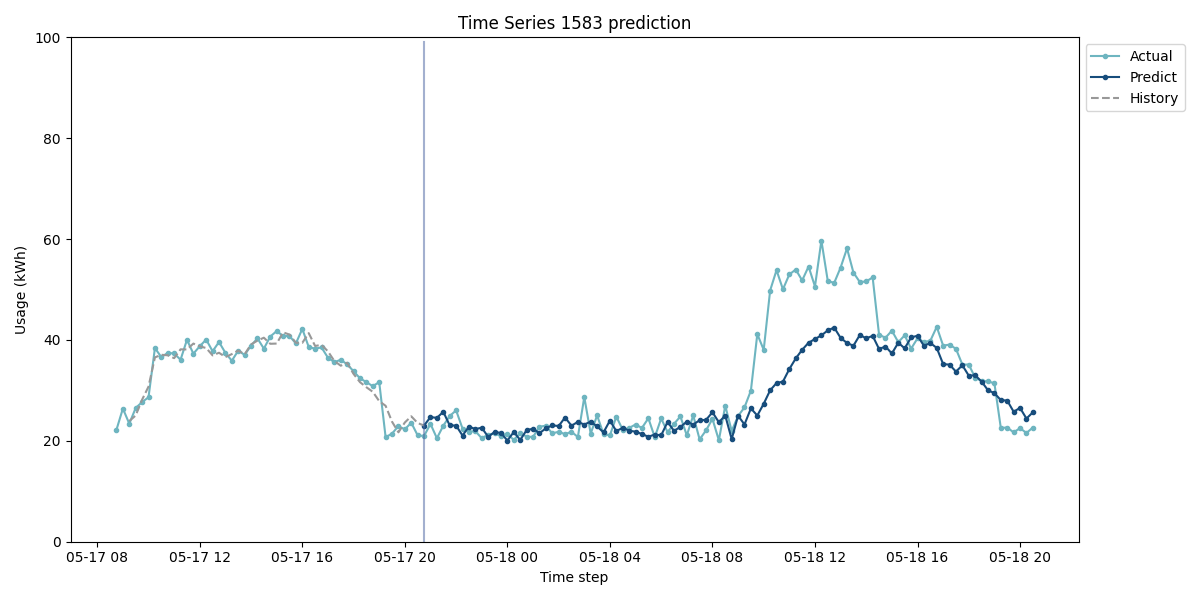 Time Series 1583 prediction
Usage (kWh)
100
80
60
40
20
0
05-17 08
05-17 12
05-17 16
05-17 20
05-18 00
05-18 04
05-18 08
05-18 12
05-18 16
05-18 20
Time step
Actual
Predict
History